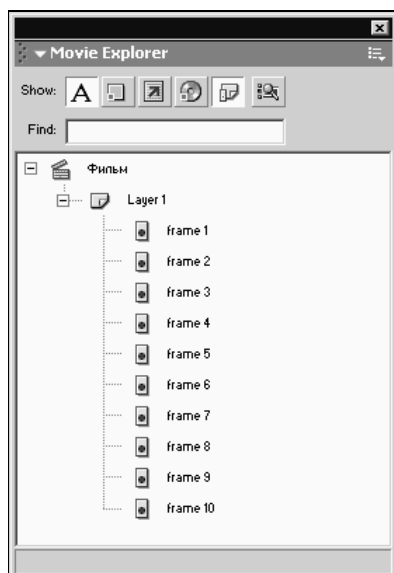 Movie Explorer
Show: A
Find:
Фильм
Layer 1
frame 1
frame 2
frame 3
frame 4
frame 5
frame 6
frame 7
frame 8
frame 9
frame 10